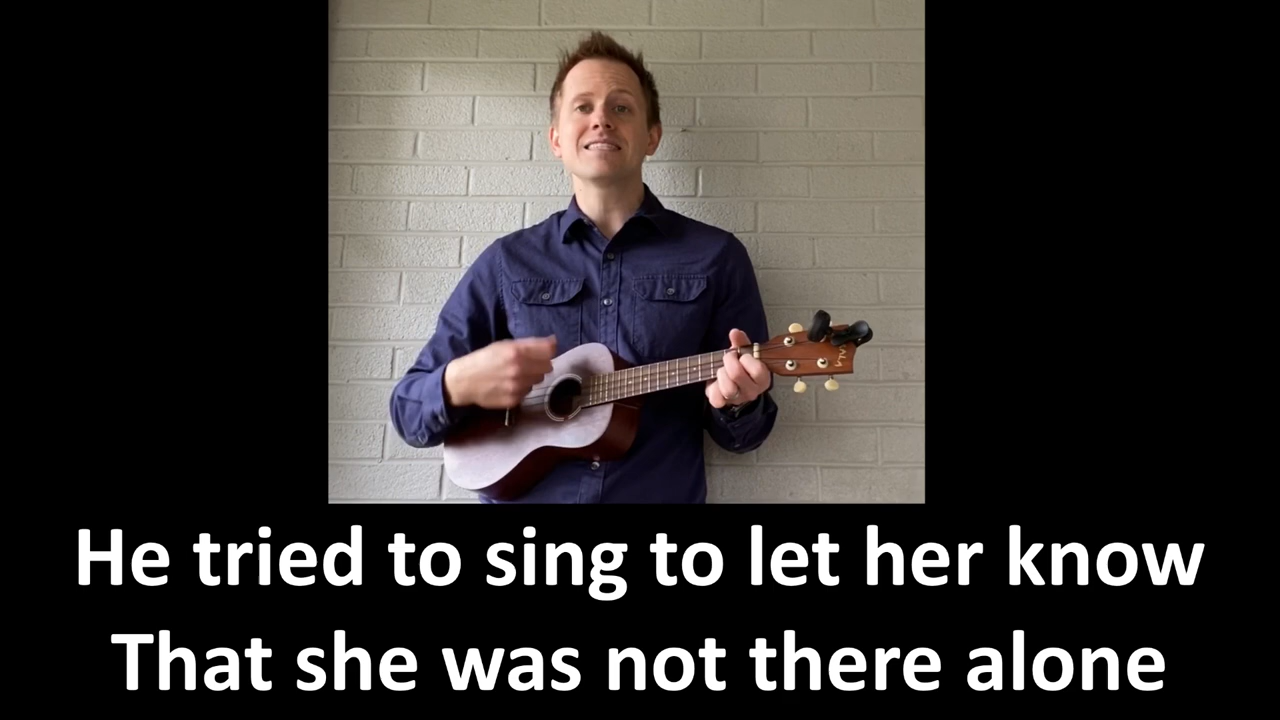 He tried to sing to let her know
That she was not there alone